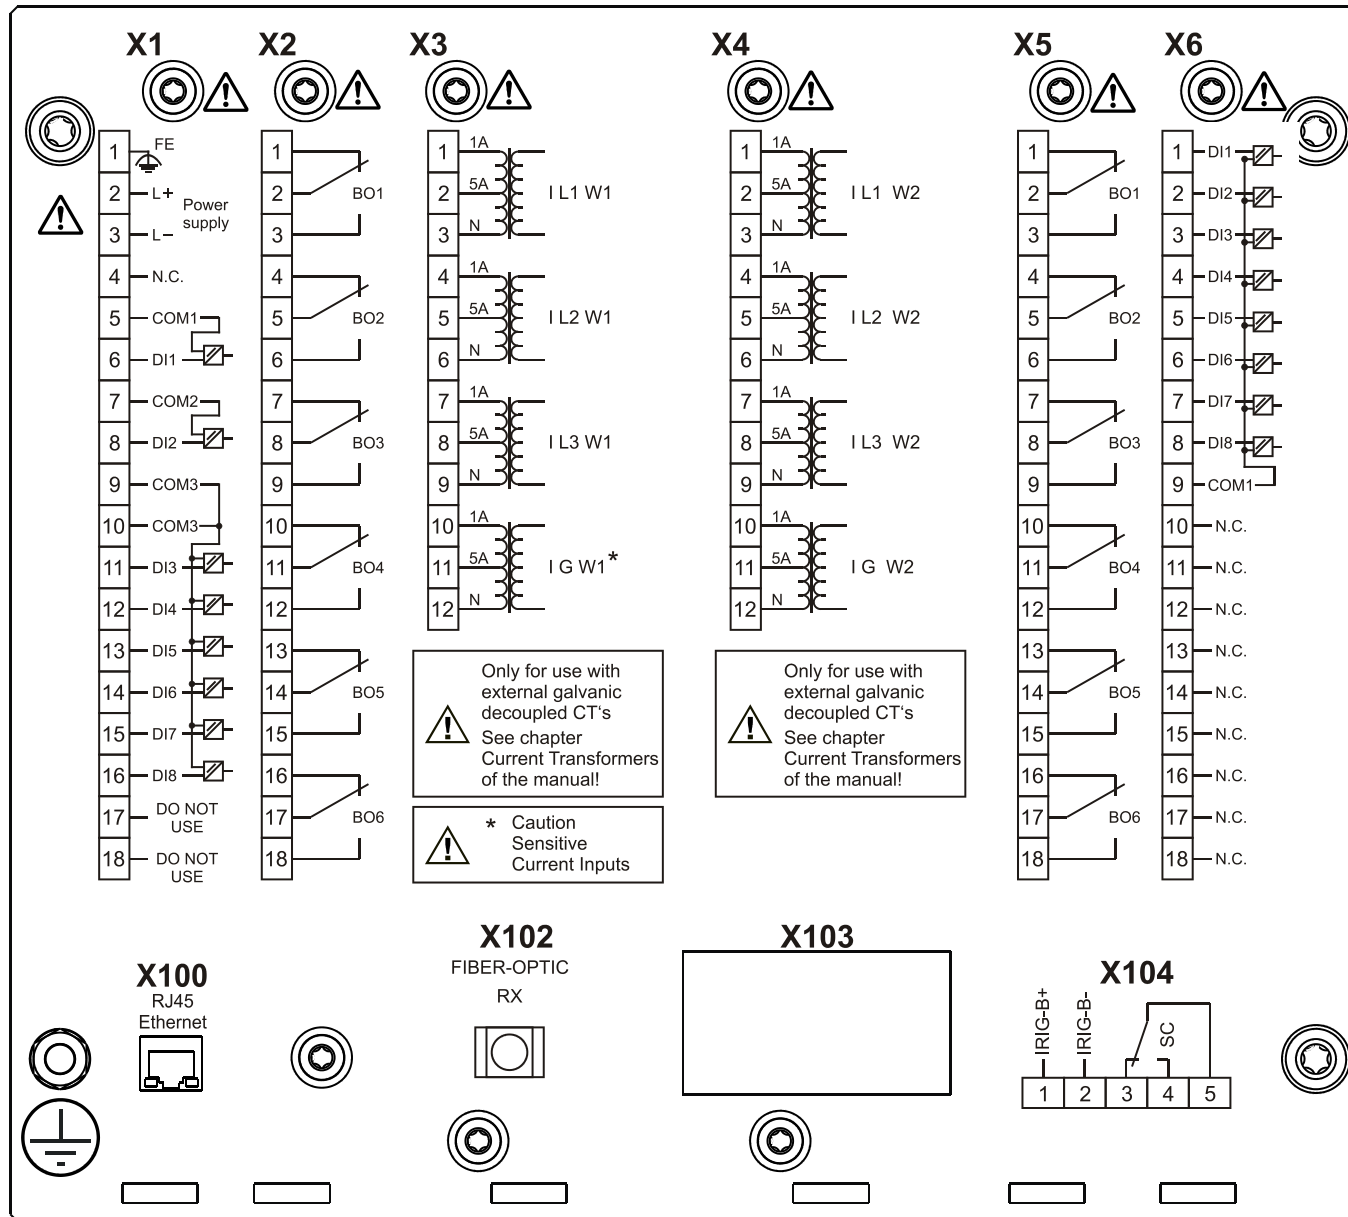 X1
X2
X3
X4
X5
X6
1 FE
2 L+ Power
supply
3 L–
4 N.C.
5 COM1
6 DI1
7 COM2
8 DI2
9 COM3
10 COM3
11 DI3
12 DI4
13 DI5
14 DI6
15 DI7
16 DI8
17 DO NOT
USE
18 DO NOT
USE
1
2 BO1
3
4
5 BO2
6
7
8 BO3
9
10
11 BO4
12
13
14 BO5
15
16
17 BO6
18
1 1A
2 5A I L1 W1
3 N
4 1A
5 5A I L2 W1
6 N
7 1A
8 5A I L3 W1
9 N
10 1A
11 5A I G W1*
12 N
Only for use with
external galvanic
decoupled CT‘s
See chapter
Current Transformers
of the manual!
* Caution
Sensitive
Current Inputs
1 1A
2 5A I L1 W2
3 N
4 1A
5 5A I L2 W2
6 N
7 1A
8 5A I L3 W2
9 N
10 1A
11 5A I G W2
12 N
Only for use with
external galvanic
decoupled CT‘s
See chapter
Current Transformers
of the manual!
1
2 BO1
3
4
5 BO2
6
7
8 BO3
9
10
11 BO4
12
13
14 BO5
15
16
17 BO6
18
1 DI1
2 DI2
3 DI3
4 DI4
5 DI5
6 DI6
7 DI7
8 DI8
9 COM1
10 N.C.
11 N.C.
12 N.C.
13 N.C.
14 N.C.
15 N.C.
16 N.C.
17 N.C.
18 N.C.
X100
RJ45
Ethernet
X102
FIBER-OPTIC
RX
X103
X104
IRIG-B+
IRIG-B-
SC
1 2 3 4 5